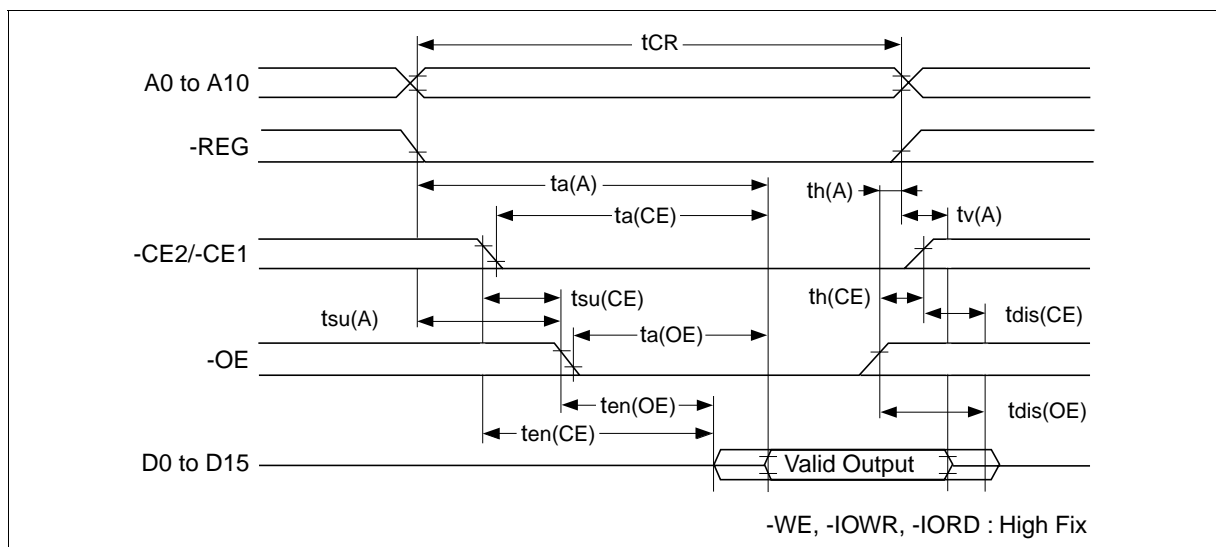 tCR
A0 to A10
-REG
ta(A)
th(A)
ta(CE)
tv(A)
-CE2/-CE1
tsu(CE)
th(CE)
tsu(A)
tdis(CE)
ta(OE)
-OE
ten(OE)
tdis(OE)
ten(CE)
D0 to D15
Valid Output
-WE, -IOWR, -IORD : High Fix